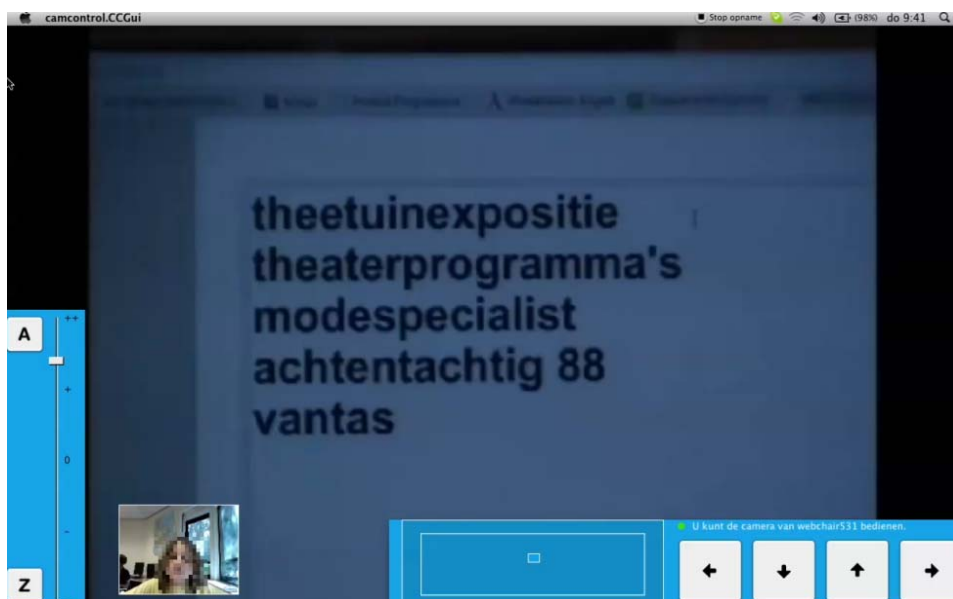 camcontrol.CCGui
Stop opname
(98%) do 9:41
theetuinexpositie
theaterprogramma's
modespecialist
achtentachtig 88
vantas
A
++
+
0
-
Z
U kunt de camera van webchair531 bedienen.